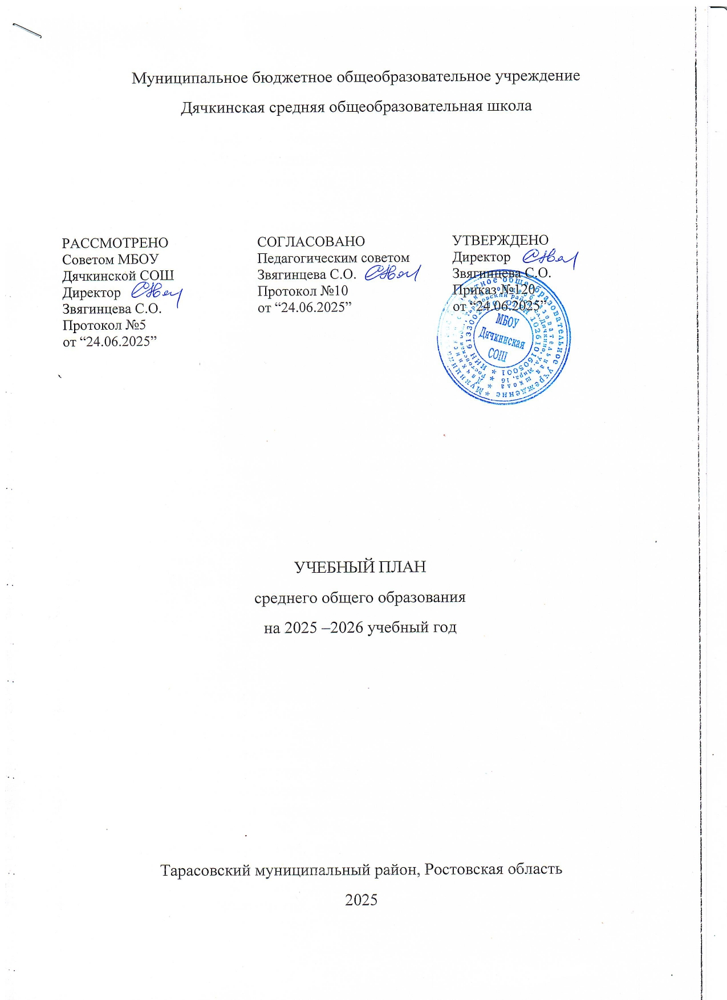 Муниципальное бюджетное общеобразовательное учреждение
Дячкинская средняя общеобразовательная школа
РАССМОТРЕНО
Советом МБОУ
Дячкинской СОШ
Директор
Звягинцева С.О.
Протокол №5
от “24.06.2025”
СОГЛАСОВАНО
Педагогическим советом
Звягинцева С.О.
Протокол №10
от “24.06.2025”
УТВЕРЖДЕНО
Директор
Звягинцева С.О.
Приказ №120
от “24.06.2025”
МБОУ
Дячкинская
СОШ
УЧЕБНЫЙ ПЛАН
среднего общего образования
на 2025 –2026 учебный год
Тарасовский муниципальный район, Ростовская область
2025